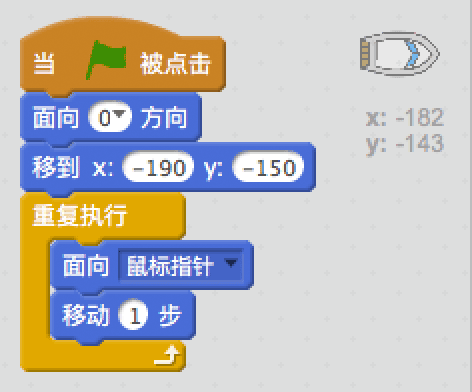 当 被点击
面向 0 方向
移到 x: -190 y: -150
重复执行
面向 鼠标指针
移动 1 步
x: -182
y: -143